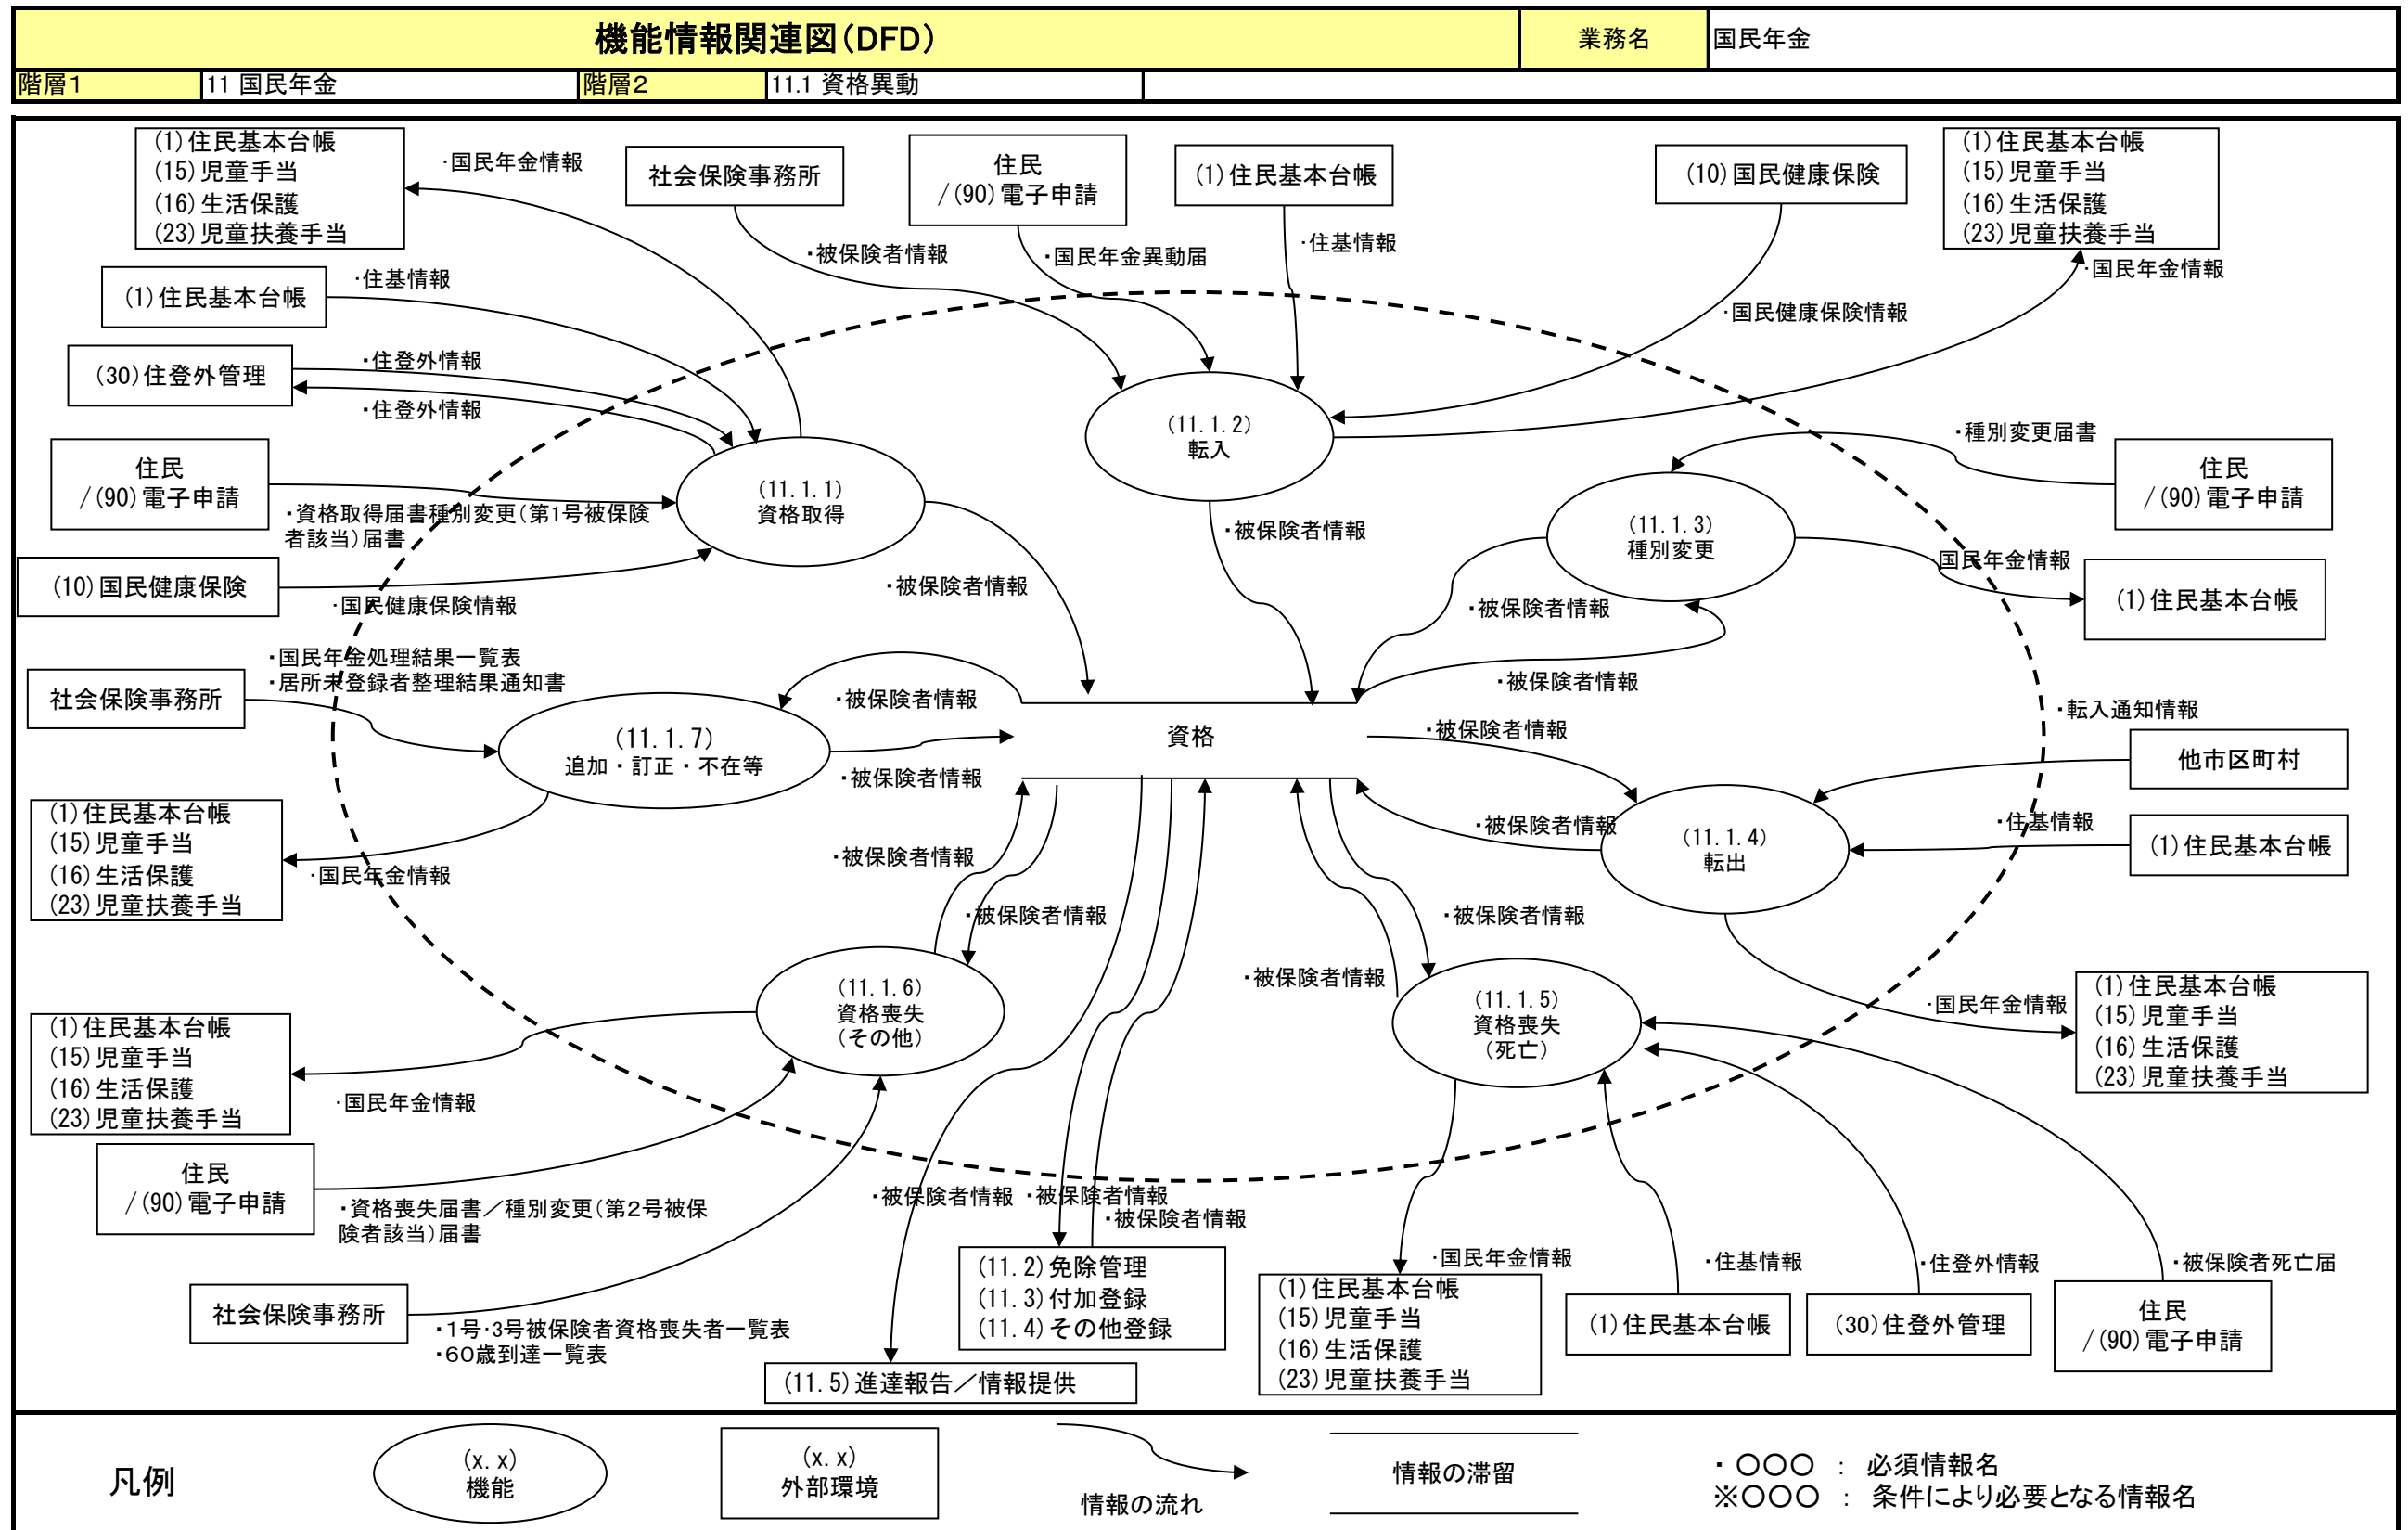 機能情報関連図(DFD)
業務名
国民年金
階層1
11 国民年金
階層2
11.1 資格異動
(1)住民基本台帳
(15)児童手当
(16)生活保護
(23)児童扶養手当
・国民年金情報
社会保険事務所
・被保険者情報
住民
/(90)電子申請
・国民年金異動届
(1)住民基本台帳
・住基情報
(10)国民健康保険
・国民健康保険情報
(1)住民基本台帳
(15)児童手当
(16)生活保護
(23)児童扶養手当
・国民年金情報
(1)住民基本台帳
・住基情報
(30)住登外管理
・住登外情報
・住登外情報
住民
/(90)電子申請
・資格取得届書種別変更(第1号被保険
者該当)届書
(10)国民健康保険
・国民健康保険情報
(11.1.1)
資格取得
・被保険者情報
(11.1.2)
転入
・被保険者情報
(11.1.3)
種別変更
・種別変更届書
住民
/(90)電子申請
・国民年金情報
(1)住民基本台帳
・被保険者情報
・被保険者情報
社会保険事務所
・国民年金処理結果一覧表
・居所未登録者整理結果通知書
(11.1.7)
追加・訂正・不在等
・被保険者情報
・被保険者情報
資格
・被保険者情報
・被保険者情報
・転入通知情報
他市区町村
・住基情報
(1)住民基本台帳
(11.1.4)
転出
(1)住民基本台帳
(15)児童手当
(16)生活保護
(23)児童扶養手当
・国民年金情報
・被保険者情報
・被保険者情報
・被保険者情報
・被保険者情報
(11.1.6)
資格喪失
(その他)
(11.1.5)
資格喪失
(死亡)
・国民年金情報
(1)住民基本台帳
(15)児童手当
(16)生活保護
(23)児童扶養手当
(1)住民基本台帳
(15)児童手当
(16)生活保護
(23)児童扶養手当
・国民年金情報
住民
/(90)電子申請
・資格喪失届書／種別変更(第2号被保
険者該当)届書
社会保険事務所
・1号・3号被保険者資格喪失者一覧表
・60歳到達一覧表
・被保険者情報
・被保険者情報
・被保険者情報
(11.2)免除管理
(11.3)付加登録
(11.4)その他登録
(11.5)進達報告／情報提供
・国民年金情報
(1)住民基本台帳
(15)児童手当
(16)生活保護
(23)児童扶養手当
・住基情報
(1)住民基本台帳
・住登外情報
(30)住登外管理
・被保険者死亡届
住民
/(90)電子申請
凡例
(x.x)
機能
(x.x)
外部環境
情報の流れ
情報の滞留
・ 〇〇〇 ： 必須情報名
※〇〇〇 ： 条件により必要となる情報名